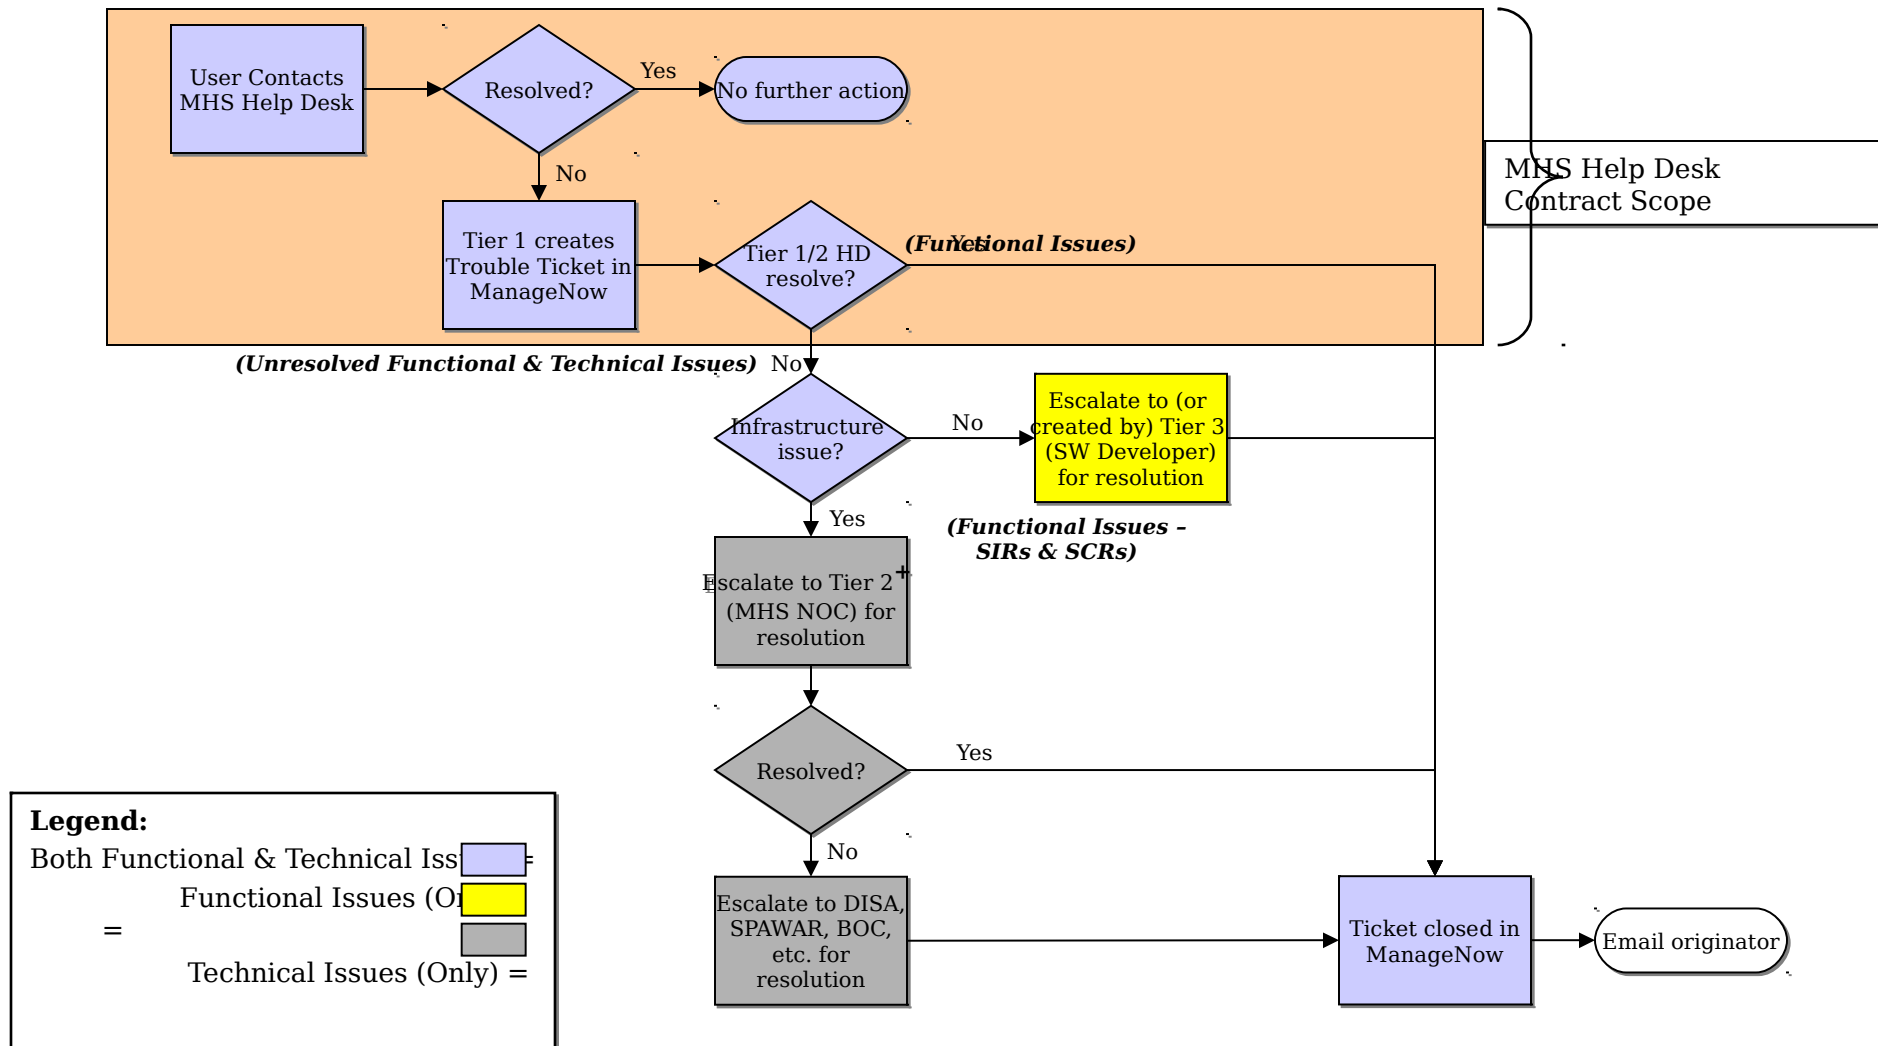 User Contacts
MHS Help Desk
Resolved?
Yes
No further action
No
MHS Help Desk
Contract Scope
Tier 1 creates
Trouble Ticket in
ManageNow
Tier 1/2 HD
resolve?
Yes
(Functional Issues)
(Unresolved Functional & Technical Issues)
No
Infrastructure
issue?
No
Escalate to (or
created by) Tier 3
(SW Developer)
for resolution
Yes
(Functional Issues –
SIRs & SCRs)
Escalate to Tier 2 +
(MHS NOC) for
resolution
Resolved?
Yes
No
Escalate to DISA,
SPAWAR, BOC,
etc. for
resolution
Ticket closed in
ManageNow
Email originator
Legend:
Both Functional & Technical =
Functional Issues
=
Technical Issues (Only) =